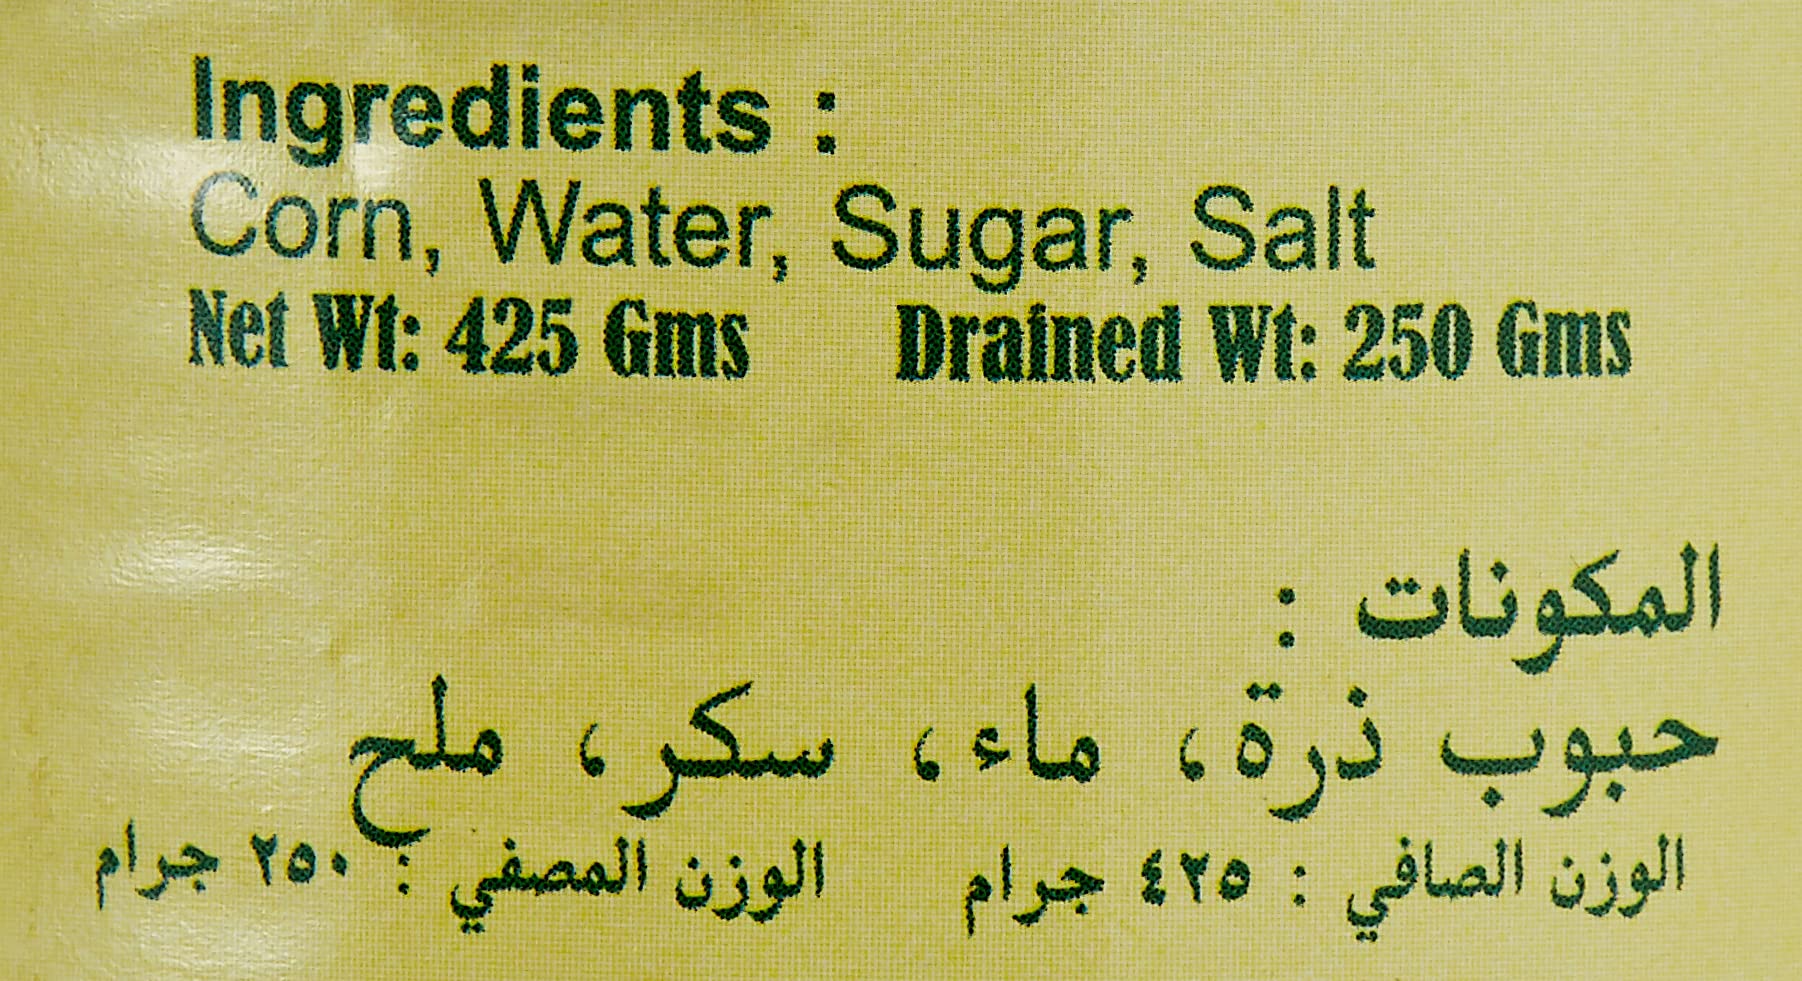 Ingredients :
Corn, Water, Sugar, Salt
Net Wt: 425 Gms Drained Wt: 250 Gms
المكونات :
حبوب ذرة، ماء، سكر، ملح
الوزن الصافي : ٤٢٥ جرام الوزن المصفي : ٢٥٠ جرام